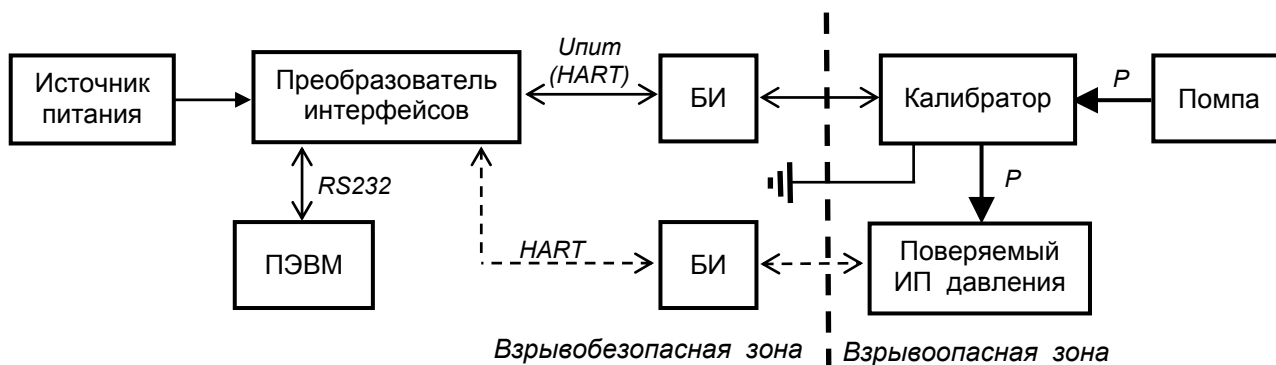 Источник
питания
Преобразователь
интерфейсов
Uпит
(HART)
БИ
Калибратор
P
Помпа
RS232
P
ПЭВМ
HART
БИ
Поверяемый
ИП давления
Взрывобезопасная зона
Взрывоопасная зона